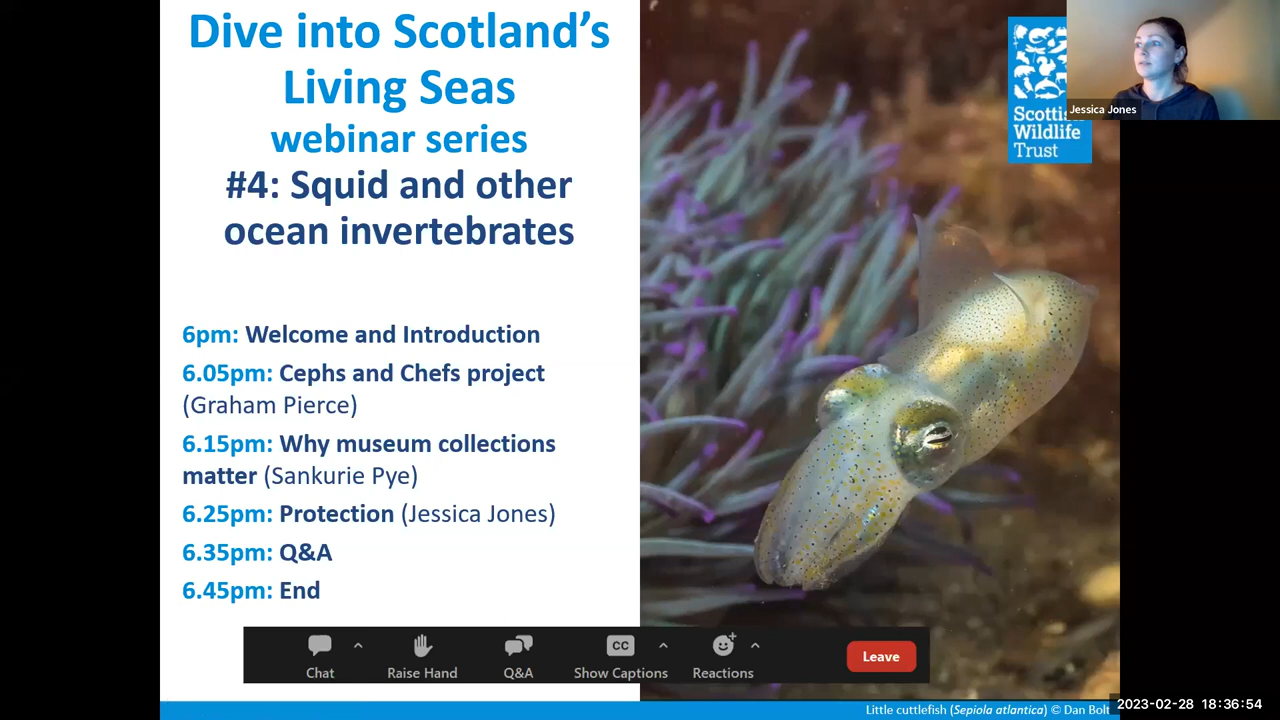 Dive into Scotland's
Living Seas
webinar series
#4: Squid and other
ocean invertebrates
6pm: Welcome and Introduction
6.05pm: Cephs and Chefs project
(Graham Pierce)
6.15pm: Why museum collections
matter (Sankurie Pye)
6.25pm: Protection (Jessica Jones)
6.35pm: Q&A
6.45pm: End
Chat
Raise Hand
Q&A
CC
Show Captions
Reactions
Leave
Wildlife
Trust
Jessica Jones
Little cuttlefish (Sepiola atlantica) © Dan
2023-02-28 18:36:54